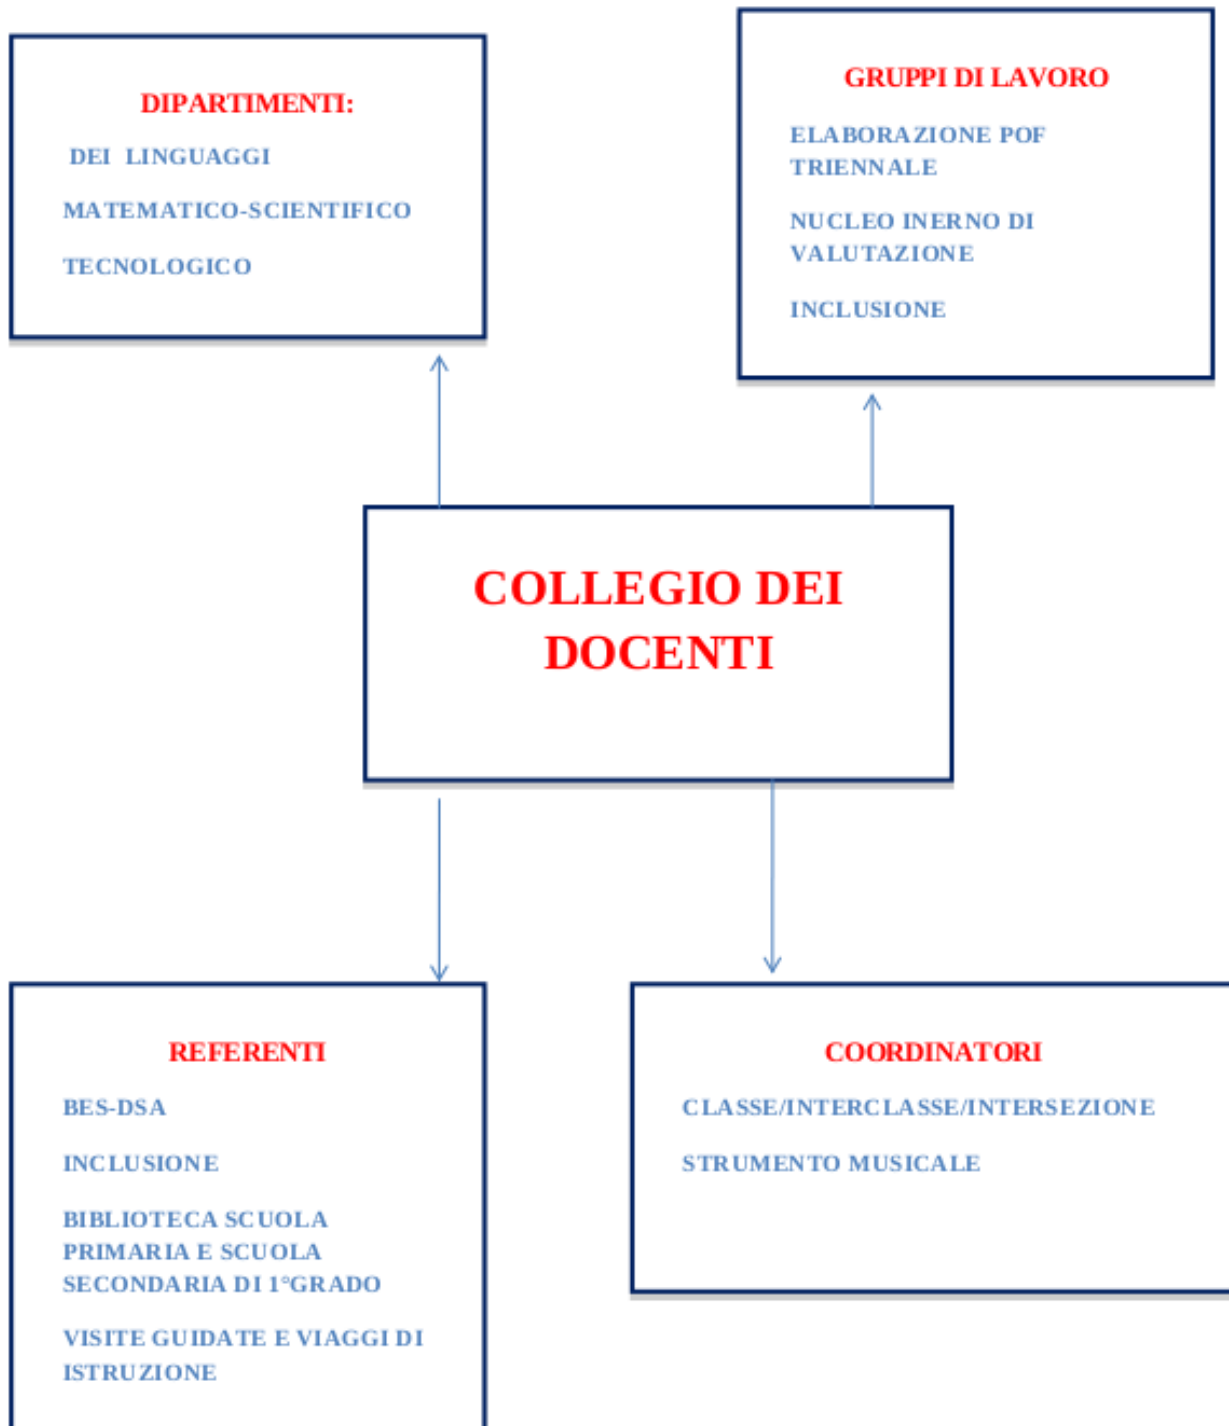 DIPARTIMENTI:
DEI LINGUAGGI
MATEMATICO-SCIENTIFICO
TECNOLOGICO
GRUPPI DI LAVORO
ELABORAZIONE POF
TRIENNALE
NUCLEO INERNO DI
VALUTAZIONE
INCLUSIONE
COLLEGIO DEI
DOCENTI
REFERENTI
BES-DSA
INCLUSIONE
BIBLIOTECA SCUOLA
PRIMARIA E SCUOLA
SECONDARIA DI 1°GRADO
VISITE GUIDATE E VIAGGI DI
ISTRUZIONE
COORDINATORI
CLASSE/INTERCLASSE/INTERSEZIONE
STRUMENTO MUSICALE